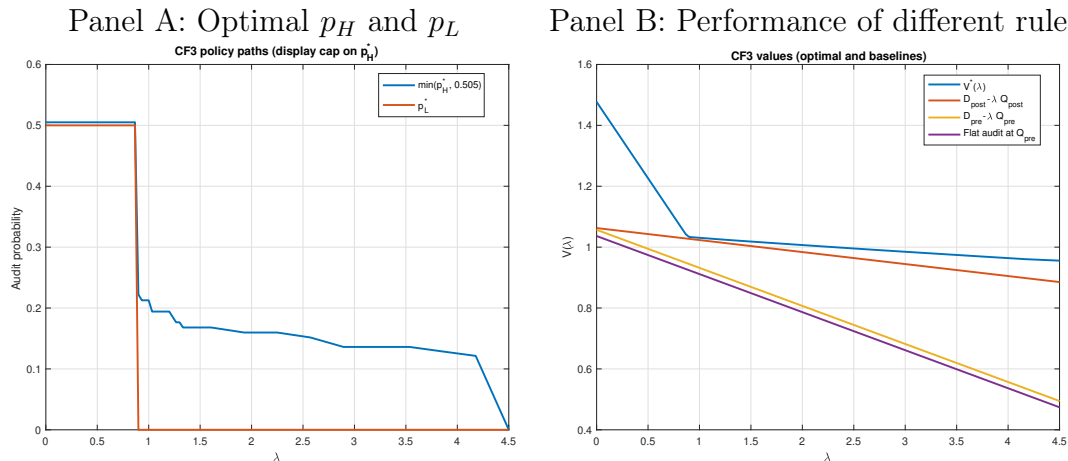 Panel A: Optimal p_H and p_L
CF3 policy paths (display cap on p*_H)
0.6
0.5
0.4
0.3
0.2
0.1
0
Audit probability
min(p*_H, 0.505)
p*_L
0 0.5 1 1.5 2 2.5 3 3.5 4 4.5
λ
Panel B: Performance of different rule
CF3 values (optimal and baselines)
1.6
1.4
1.2
1
0.8
0.6
0.4
V(λ)
V*(λ)
D_post - λ Q_post
D_pre - λ Q_pre
Flat audit at Q_pre
0 0.5 1 1.5 2 2.5 3 3.5 4 4.5
λ